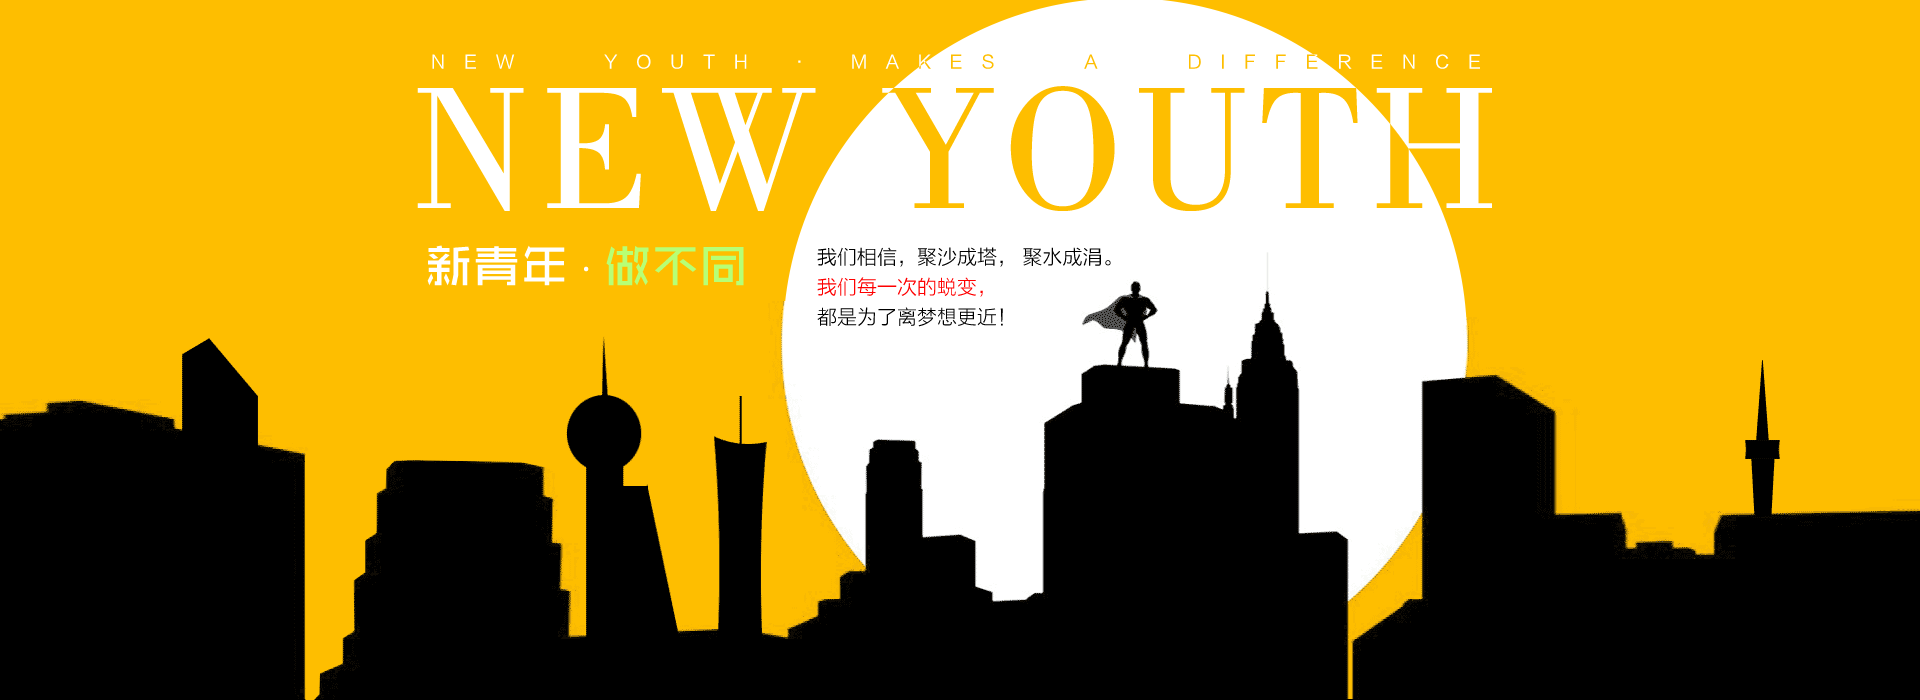 NEW YOUTH · MAKES A DIFFERENCE
NEW YOUTH
新青年 · 做不同
我们相信，聚沙成塔， 聚水成涓。
我们每一次的蜕变，
都是为了离梦想更近！